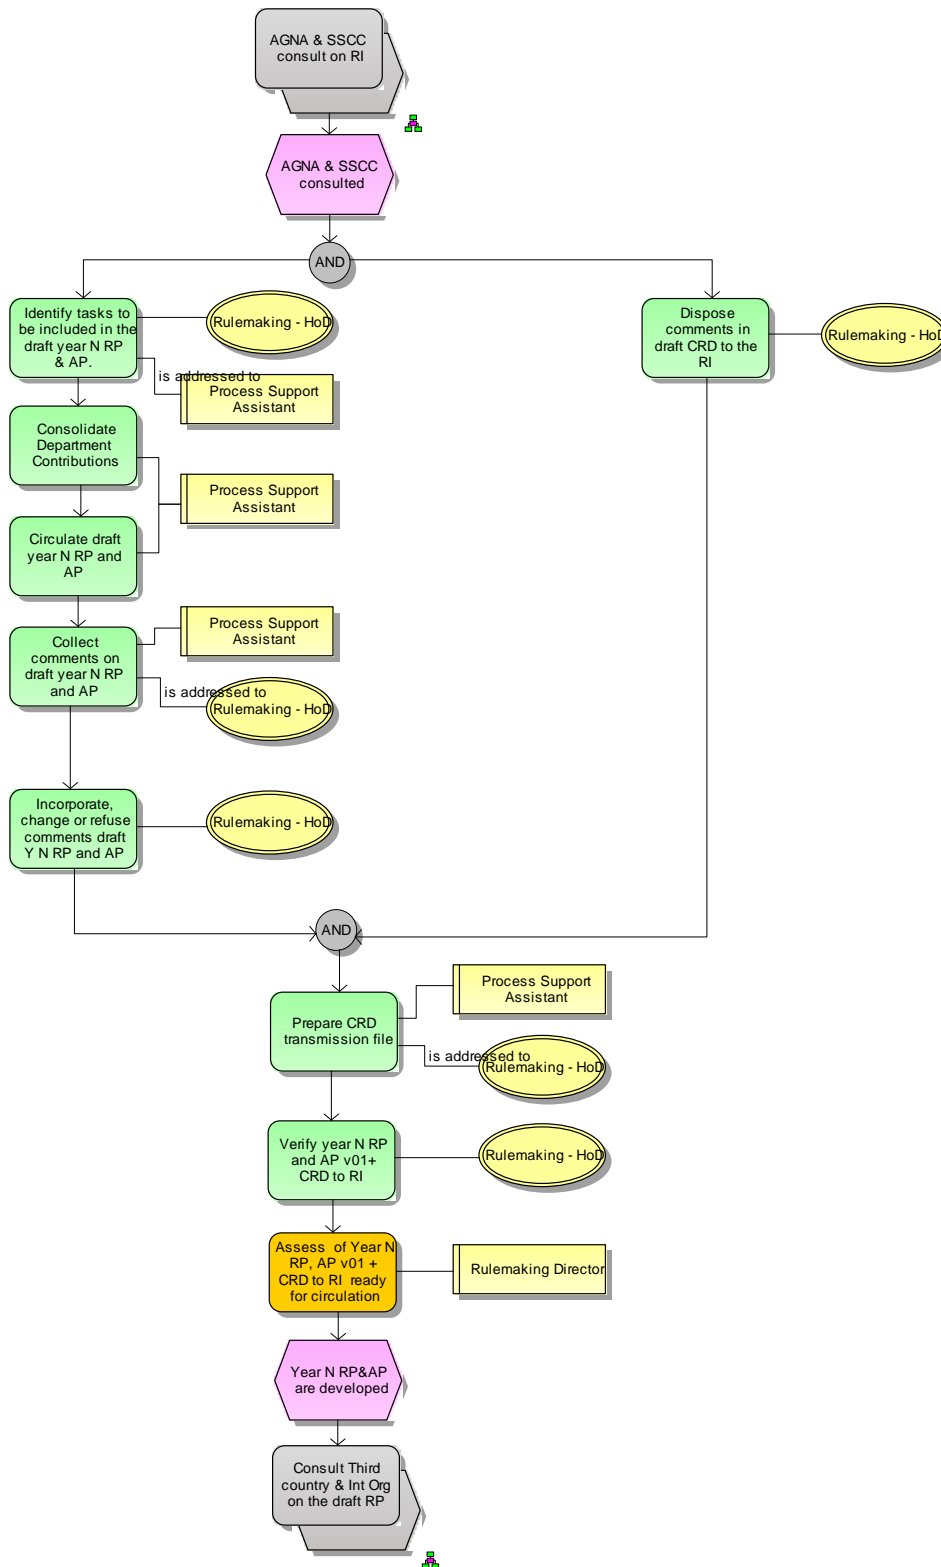 AGNA & SSCC
consult on RI
AGNA & SSCC
consulted
AND
Identify tasks to
be included in the
draft year N RP
& AP.
Rulemaking - HoD
is addressed to
Process Support
Assistant
Dispose
comments in
draft CRD to the
RI
Rulemaking - HoD
Consolidate
Department
Contributions
Process Support
Assistant
Circulate draft
year N RP and
AP
Collect
comments on
draft year N RP
and AP
Process Support
Assistant
is addressed to
Rulemaking - HoD
Incorporate,
change or refuse
comments draft
Y N RP and AP
Rulemaking - HoD
AND
Prepare CRD
transmission file
Process Support
Assistant
is addressed to
Rulemaking - HoD
Verify year N RP
and AP v01+
CRD to RI
Rulemaking - HoD
Assess of Year N
RP, AP v01 +
CRD to RI ready
for circulation
Rulemaking Director
Year N RP&AP
are developed
Consult Third
country & Int Org
on the draft RP